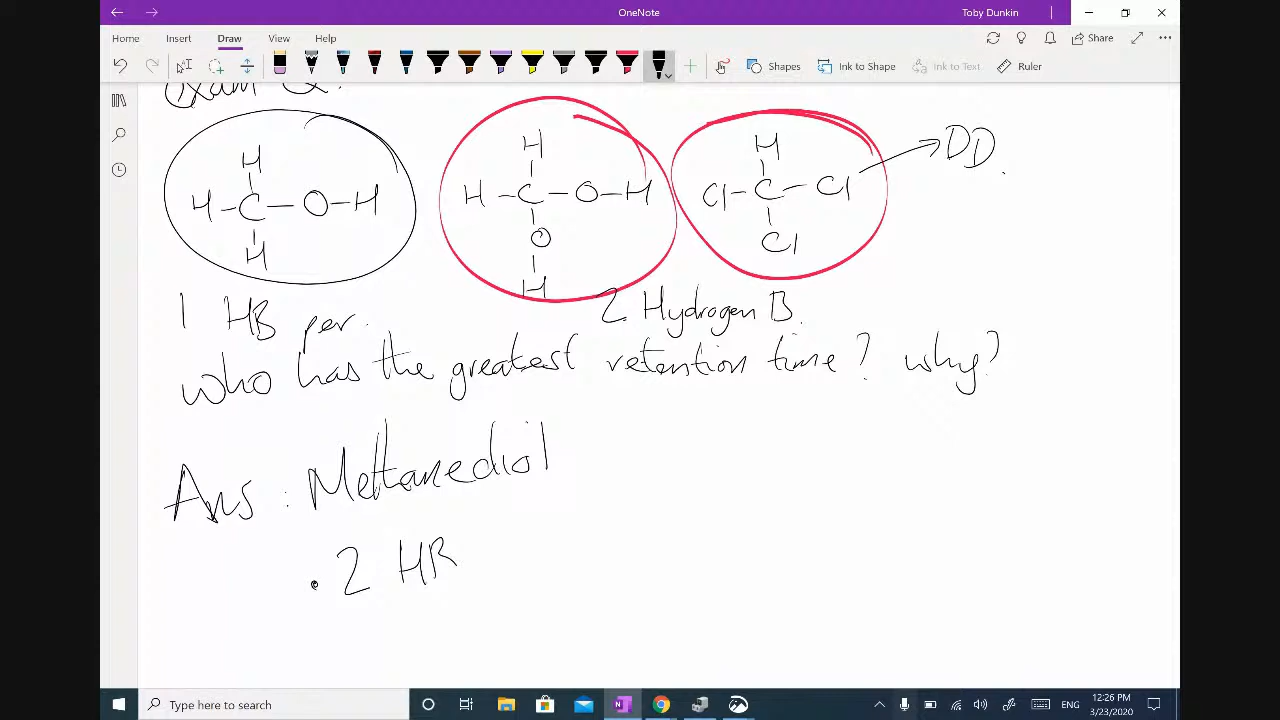 OneNote
Toby Dunkin
Home Insert Draw View Help
Share
Shapes Ink to Shape Ink to Text Ruler
Exam Q:
H H H
H - C - O - H H - C - O - H Cl - C - Cl → DD.
H O Cl
H
1 HB per. 2 Hydrogen B.
who has the greatest retention time? why?
Ans: Methanediol
• 2 HB
Type here to search
12:26 PM
3/23/2020